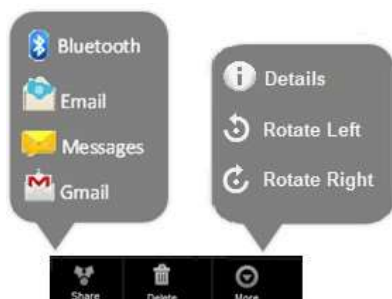 Bluetooth
Email
Messages
Gmail
Details
Rotate Left
Rotate Right
Share Delete More